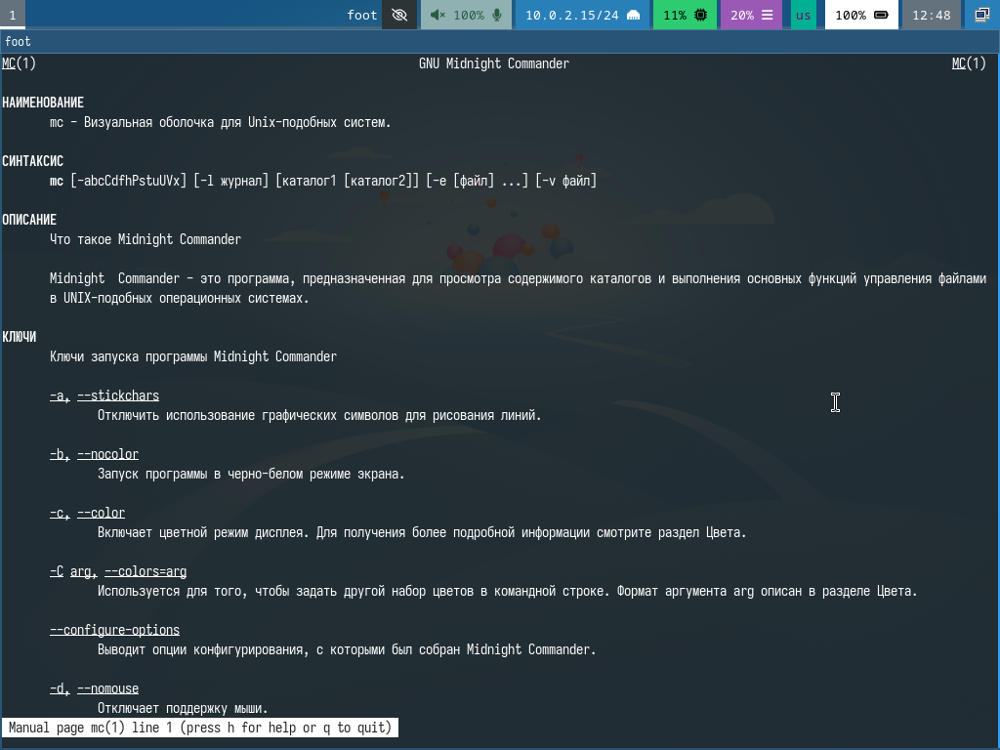 1 foot 100% 10.0.2.15/24 11% 20% us 100% 12:48
foot
MC(1) GNU Midnight Commander MC(1)
НАИМЕНОВАНИЕ
mc - Визуальная оболочка для Unix-подобных систем.
СИНТАКСИС
mc [-abcCdfhPstuUVx] [-l журнал] [каталог1 [каталог2]] [-e [файл] ...] [-v файл]
ОПИСАНИЕ
Что такое Midnight Commander
Midnight Commander - это программа, предназначенная для просмотра содержимого каталогов и выполнения основных функций управления файлами
в UNIX-подобных операционных системах.
КЛЮЧИ
Ключи запуска программы Midnight Commander
-a, --stickchars
Отключить использование графических символов для рисования линий.
-b, --nocolor
Запуск программы в черно-белом режиме экрана.
-c, --color
Включает цветной режим дисплея. Для получения более подробной информации смотрите раздел Цвета.
-C arg, --colors=arg
Используется для того, чтобы задать другой набор цветов в командной строке. Формат аргумента arg описан в разделе Цвета.
--configure-options
Выводит опции конфигурирования, с которыми был собран Midnight Commander.
-d, --nomouse
Отключает поддержку мыши.
Manual page mc(1) line 1 (press h for help or q to quit)